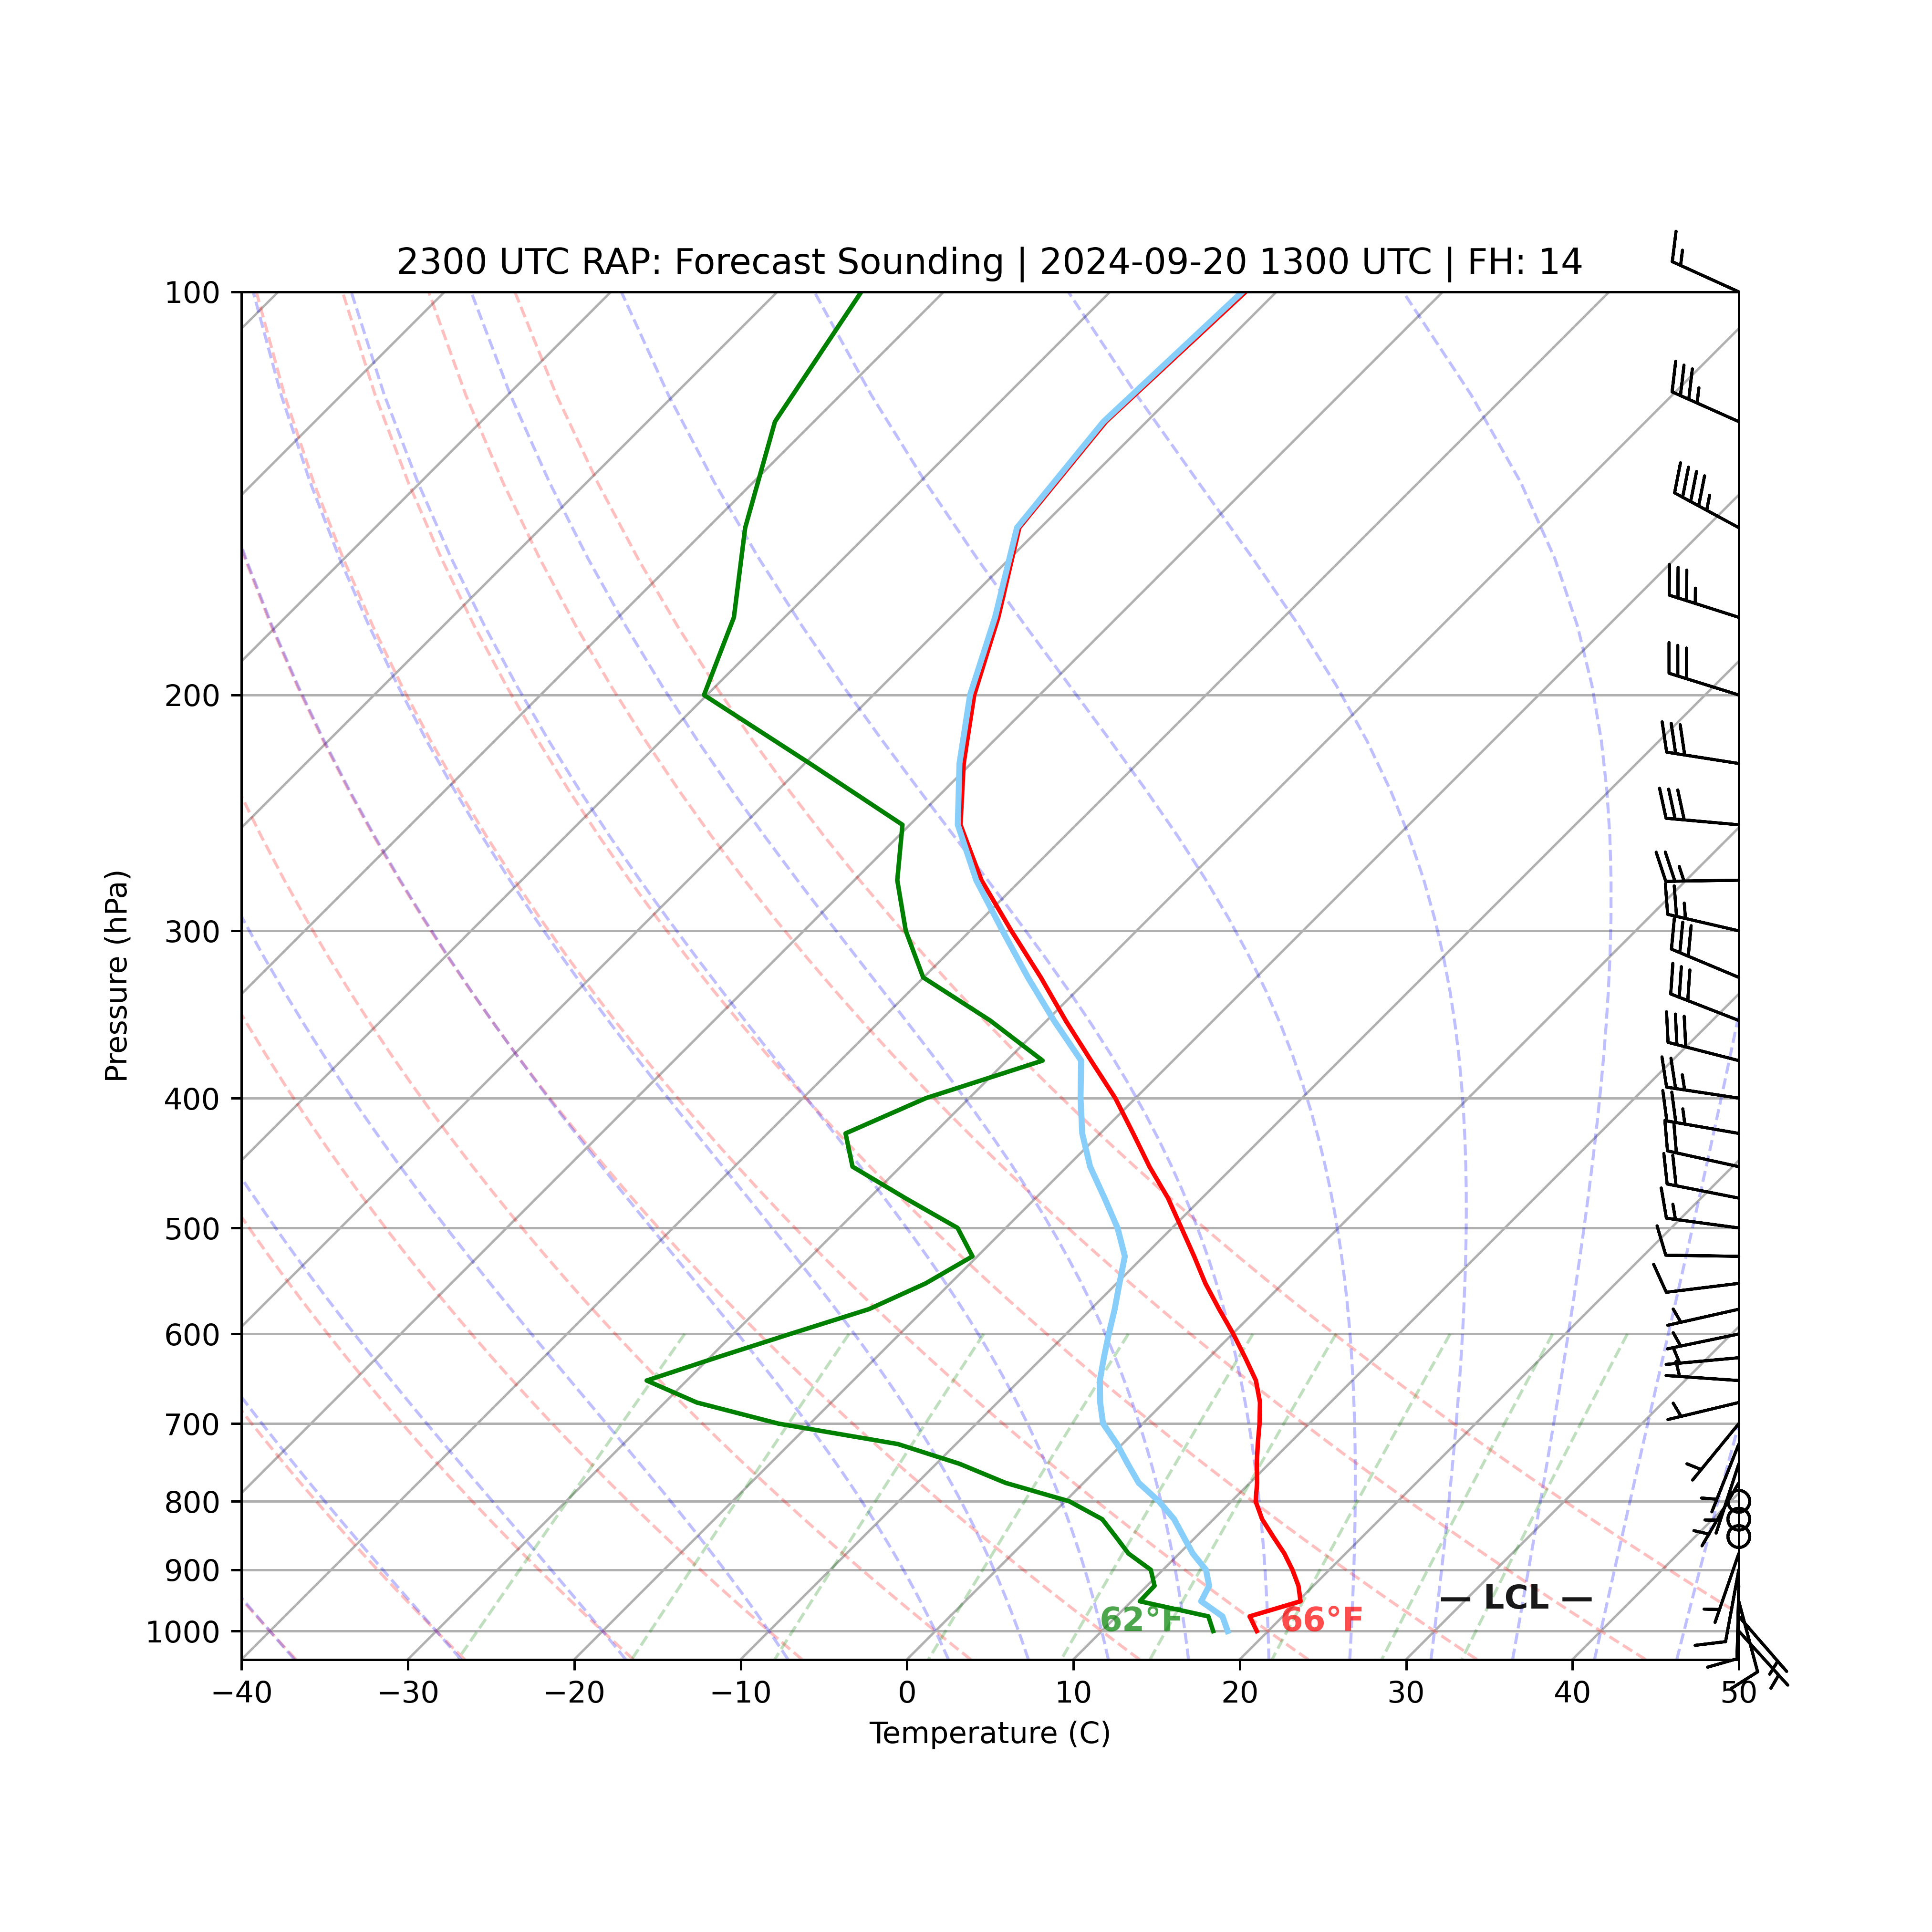 2300 UTC RAP: Forecast Sounding | 2024-09-20 1300 UTC | FH: 14
100
200
300
400
500
600
700
800
900
1000
Pressure (hPa)
— LCL —
62°F
66°F
−40 −30 −20 −10 0 10 20 30 40 50
Temperature (C)